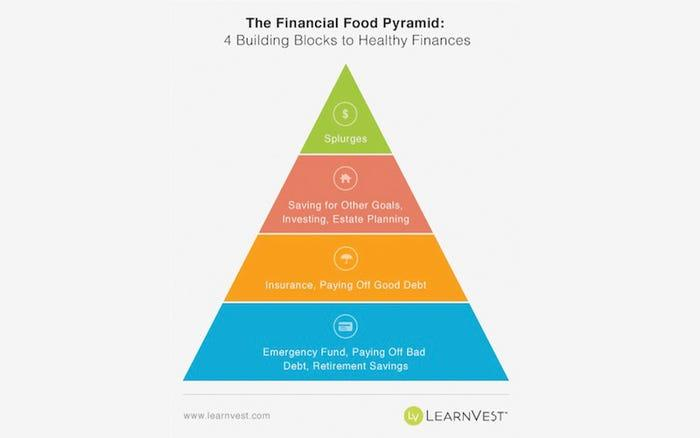 The Financial Food Pyramid:
4 Building Blocks to Healthy Finances
$
Splurges
Saving for Other Goals,
Investing, Estate Planning
Insurance, Paying Off Good Debt
Emergency Fund, Paying Off Bad
Debt, Retirement Savings
www.learnvest.com
LV LEARNVEST™